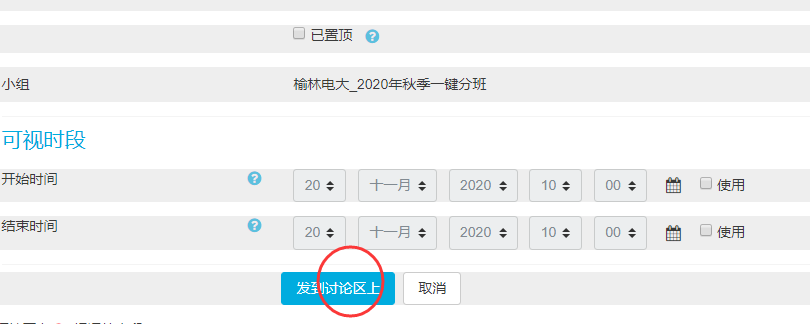 已置顶
小组 榆林电大_2020年秋季一键分班
可视时段
开始时间 20 十一月 2020 10 00 使用
结束时间 20 十一月 2020 10 00 使用
发到讨论区上 取消